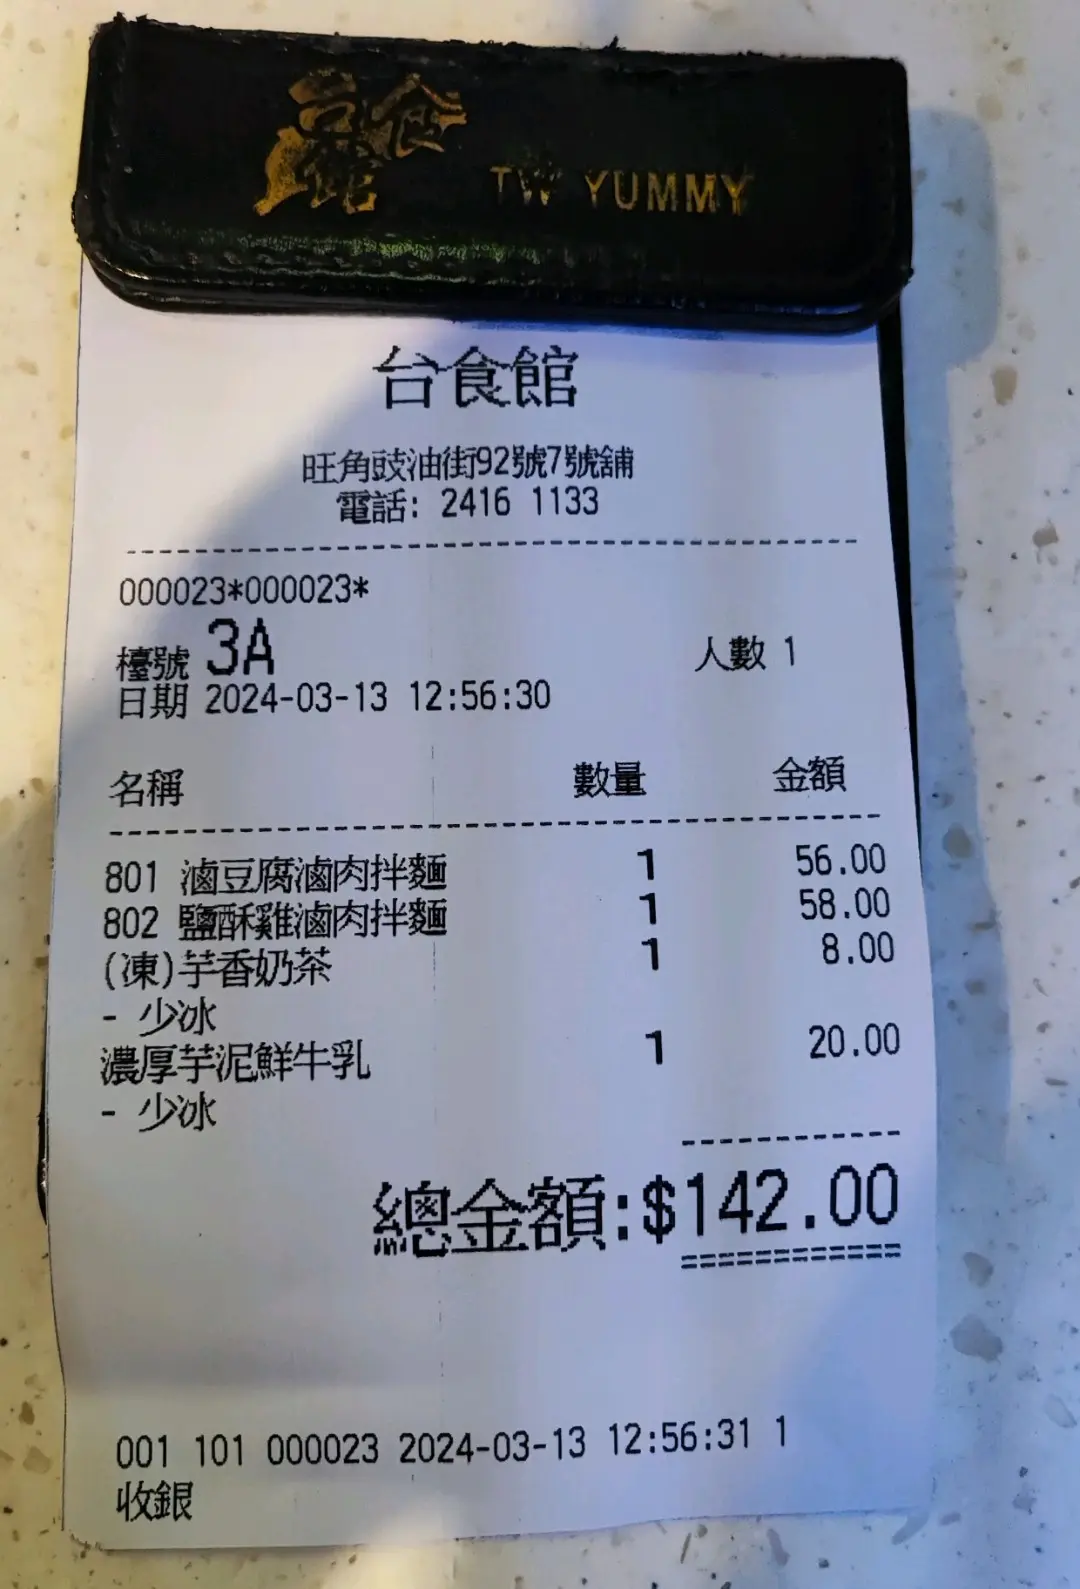 台食館 TW YUMMY
台食館
旺角豉油街92號7號舖
電話: 2416 1133
000023*000023*
檯號 3A 人數 1
日期 2024-03-13 12:56:30
名稱 數量 金額
801 滷豆腐滷肉拌麵 1 56.00
802 鹽酥雞滷肉拌麵 1 58.00
(凍)芋香奶茶 1 8.00
- 少冰
濃厚芋泥鮮牛乳 1 20.00
- 少冰
總金額:$142.00
001 101 000023 2024-03-13 12:56:31 1
收銀